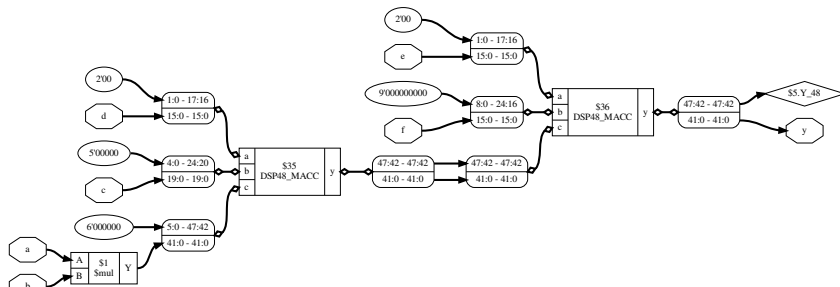 2'00
1:0 - 17:16
15:0 - 15:0
e
2'00
1:0 - 17:16
15:0 - 15:0
d
9'000000000
8:0 - 24:16
15:0 - 15:0
f
a
b
c
$36
DSP48_MACC
y
47:42 - 47:42
41:0 - 41:0
$5.Y_48
y
5'00000
4:0 - 24:20
19:0 - 19:0
c
a
b
c
$35
DSP48_MACC
y
47:42 - 47:42
41:0 - 41:0
47:42 - 47:42
41:0 - 41:0
6'000000
5:0 - 47:42
41:0 - 41:0
a
A
B
$1
$mul
Y
b